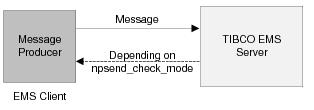 Message
Message
Producer
TIBCO EMS
Server
Depending on
npsend_check_mode
EMS Client